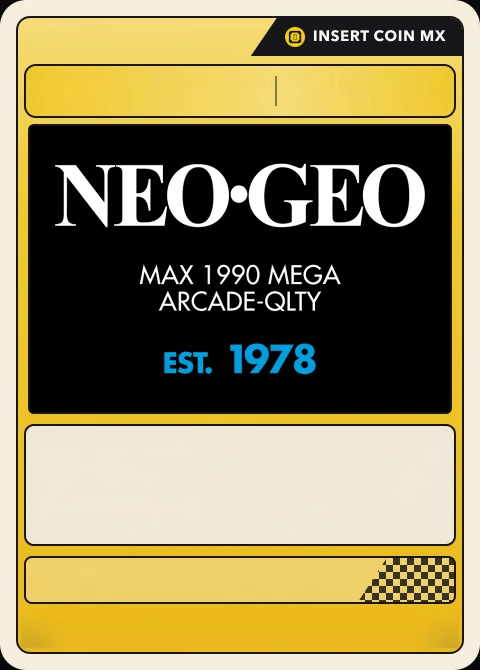 INSERT COIN MX
NEO•GEO
MAX 1990 MEGA
ARCADE-QLTY
EST. 1978